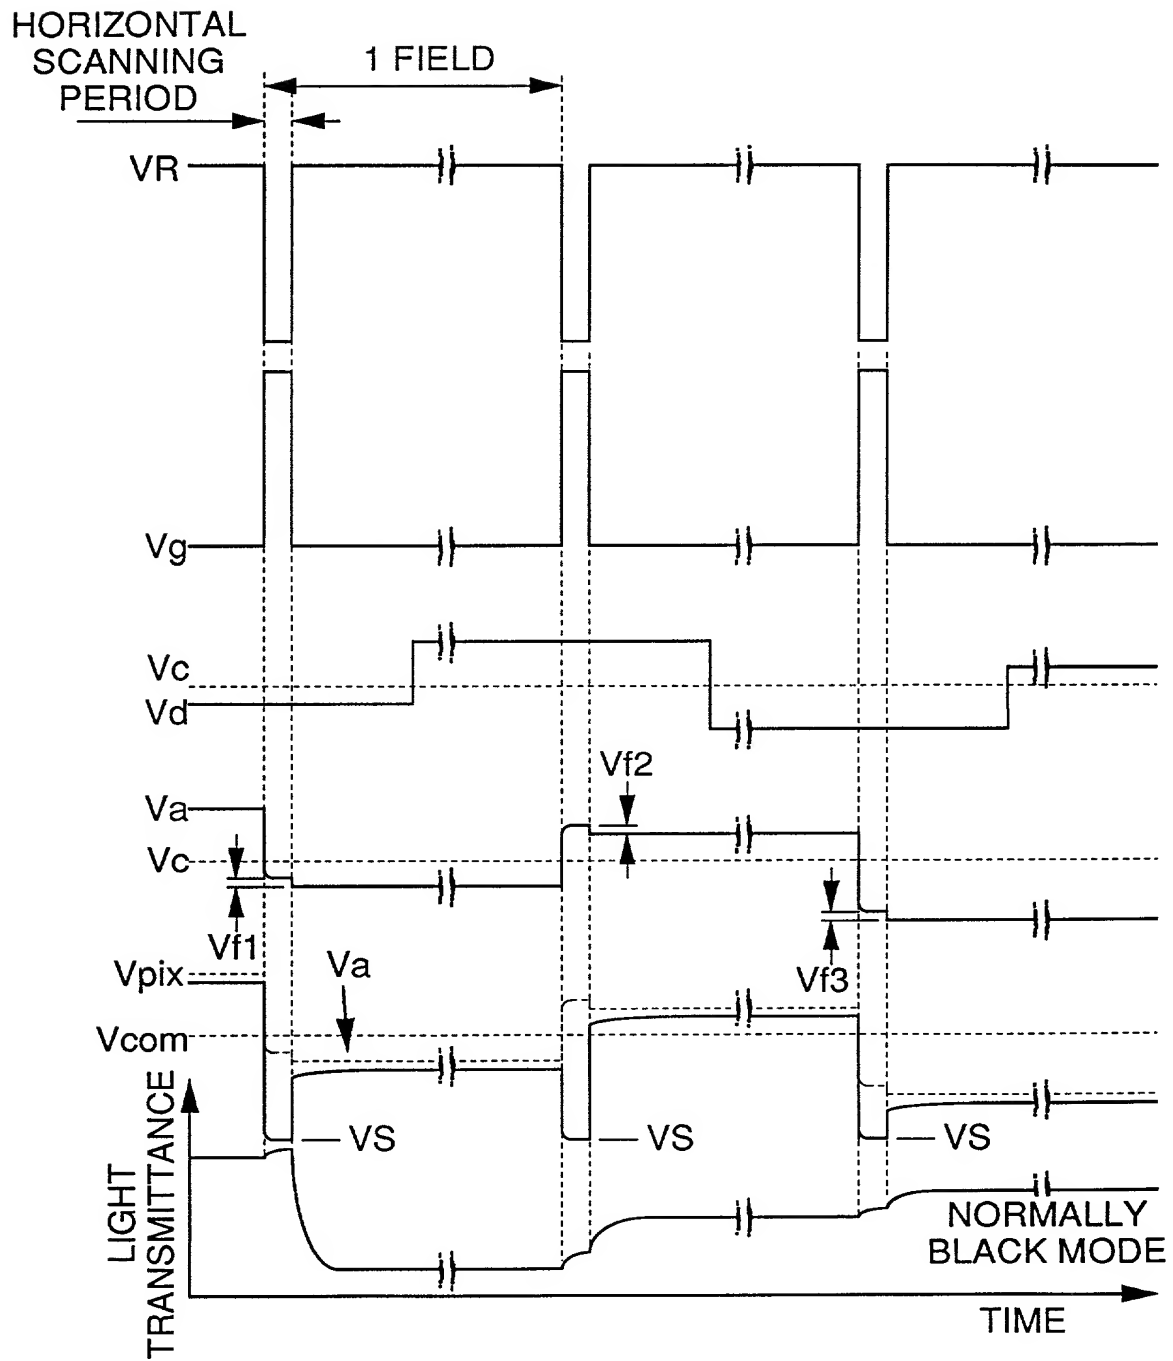 HORIZONTAL
SCANNING
PERIOD
1 FIELD
VR
Vg
Vc
Vd
Vf2
Va
Vc
Vf1
Va
Vf3
Vpix
Vcom
VS
VS
VS
LIGHT
TRANSMITTANCE
NORMALLY
BLACK MODE
TIME